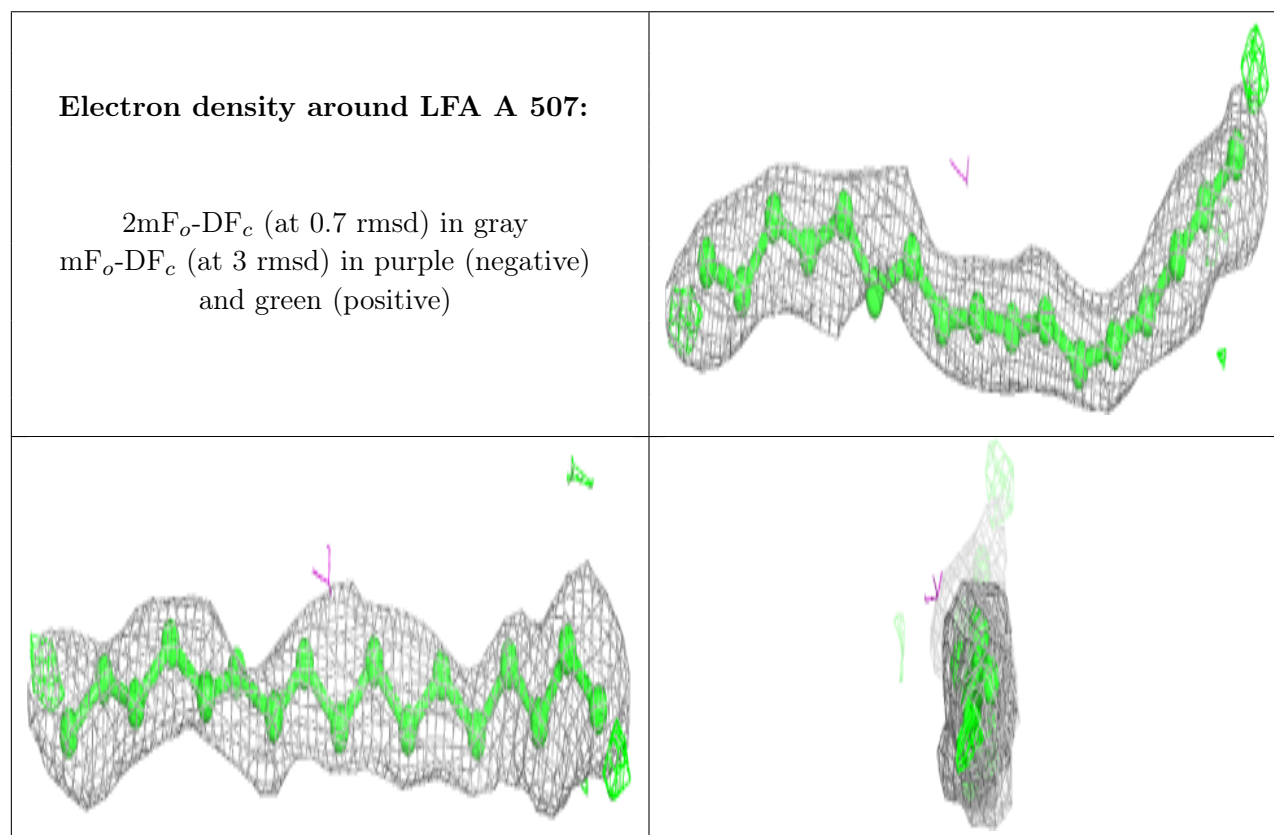 Electron density around LFA A 507:
2mFo-DFc (at 0.7 rmsd) in gray
mFo-DFc (at 3 rmsd) in purple (negative)
and green (positive)